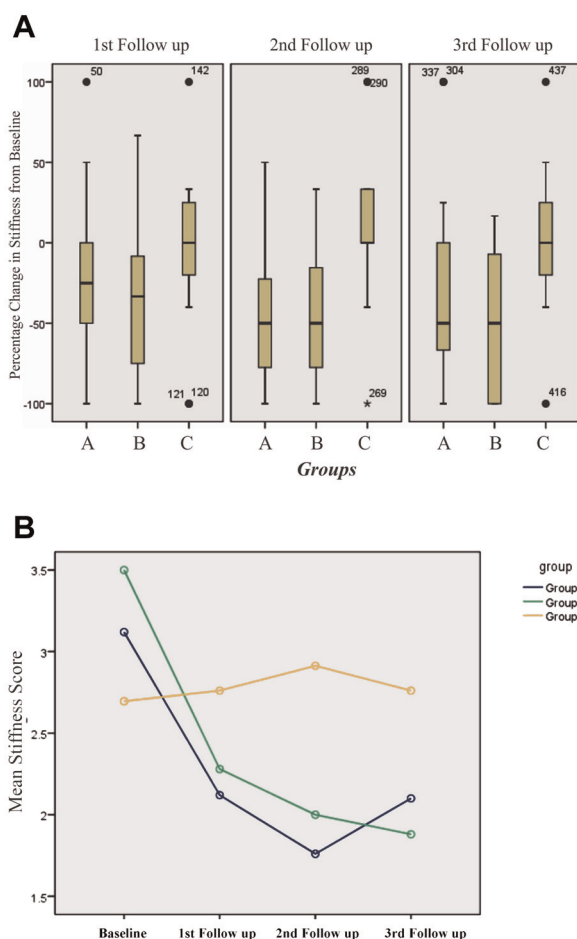 A
1st Follow up 2nd Follow up 3rd Follow up
Percentage Change in Stiffness from Baseline
100
50
0
-50
-100
50 142
121 120
289
290
269
337 304 437
416
A B C A B C A B C
Groups
B
Mean Stiffness Score
3.5
3
2.5
2
1.5
Baseline 1st Follow up 2nd Follow up 3rd Follow up
group
Group
Group
Group